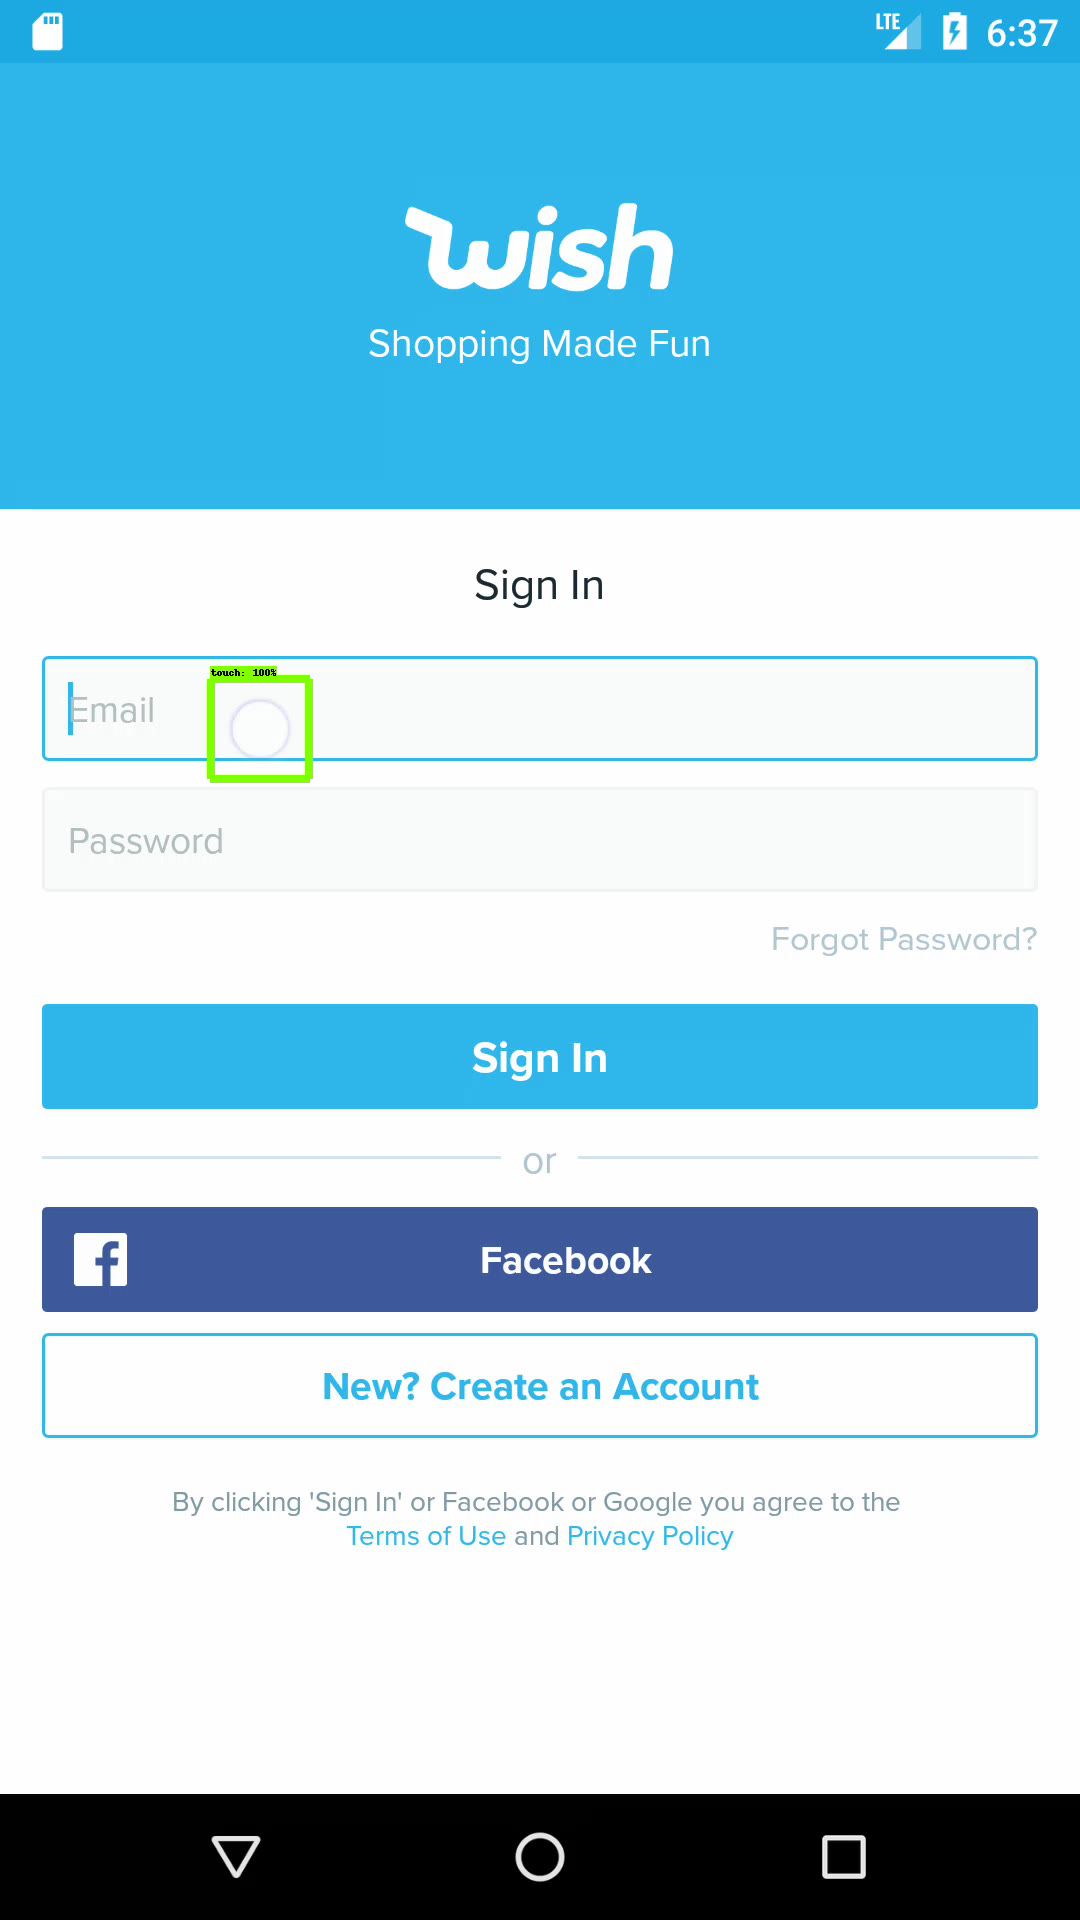 LTE 6:37
wish
Shopping Made Fun
Sign In
touch: 100%
Email
Password
Forgot Password?
Sign In
or
Facebook
New? Create an Account
By clicking 'Sign In' or Facebook or Google you agree to the
Terms of Use and Privacy Policy